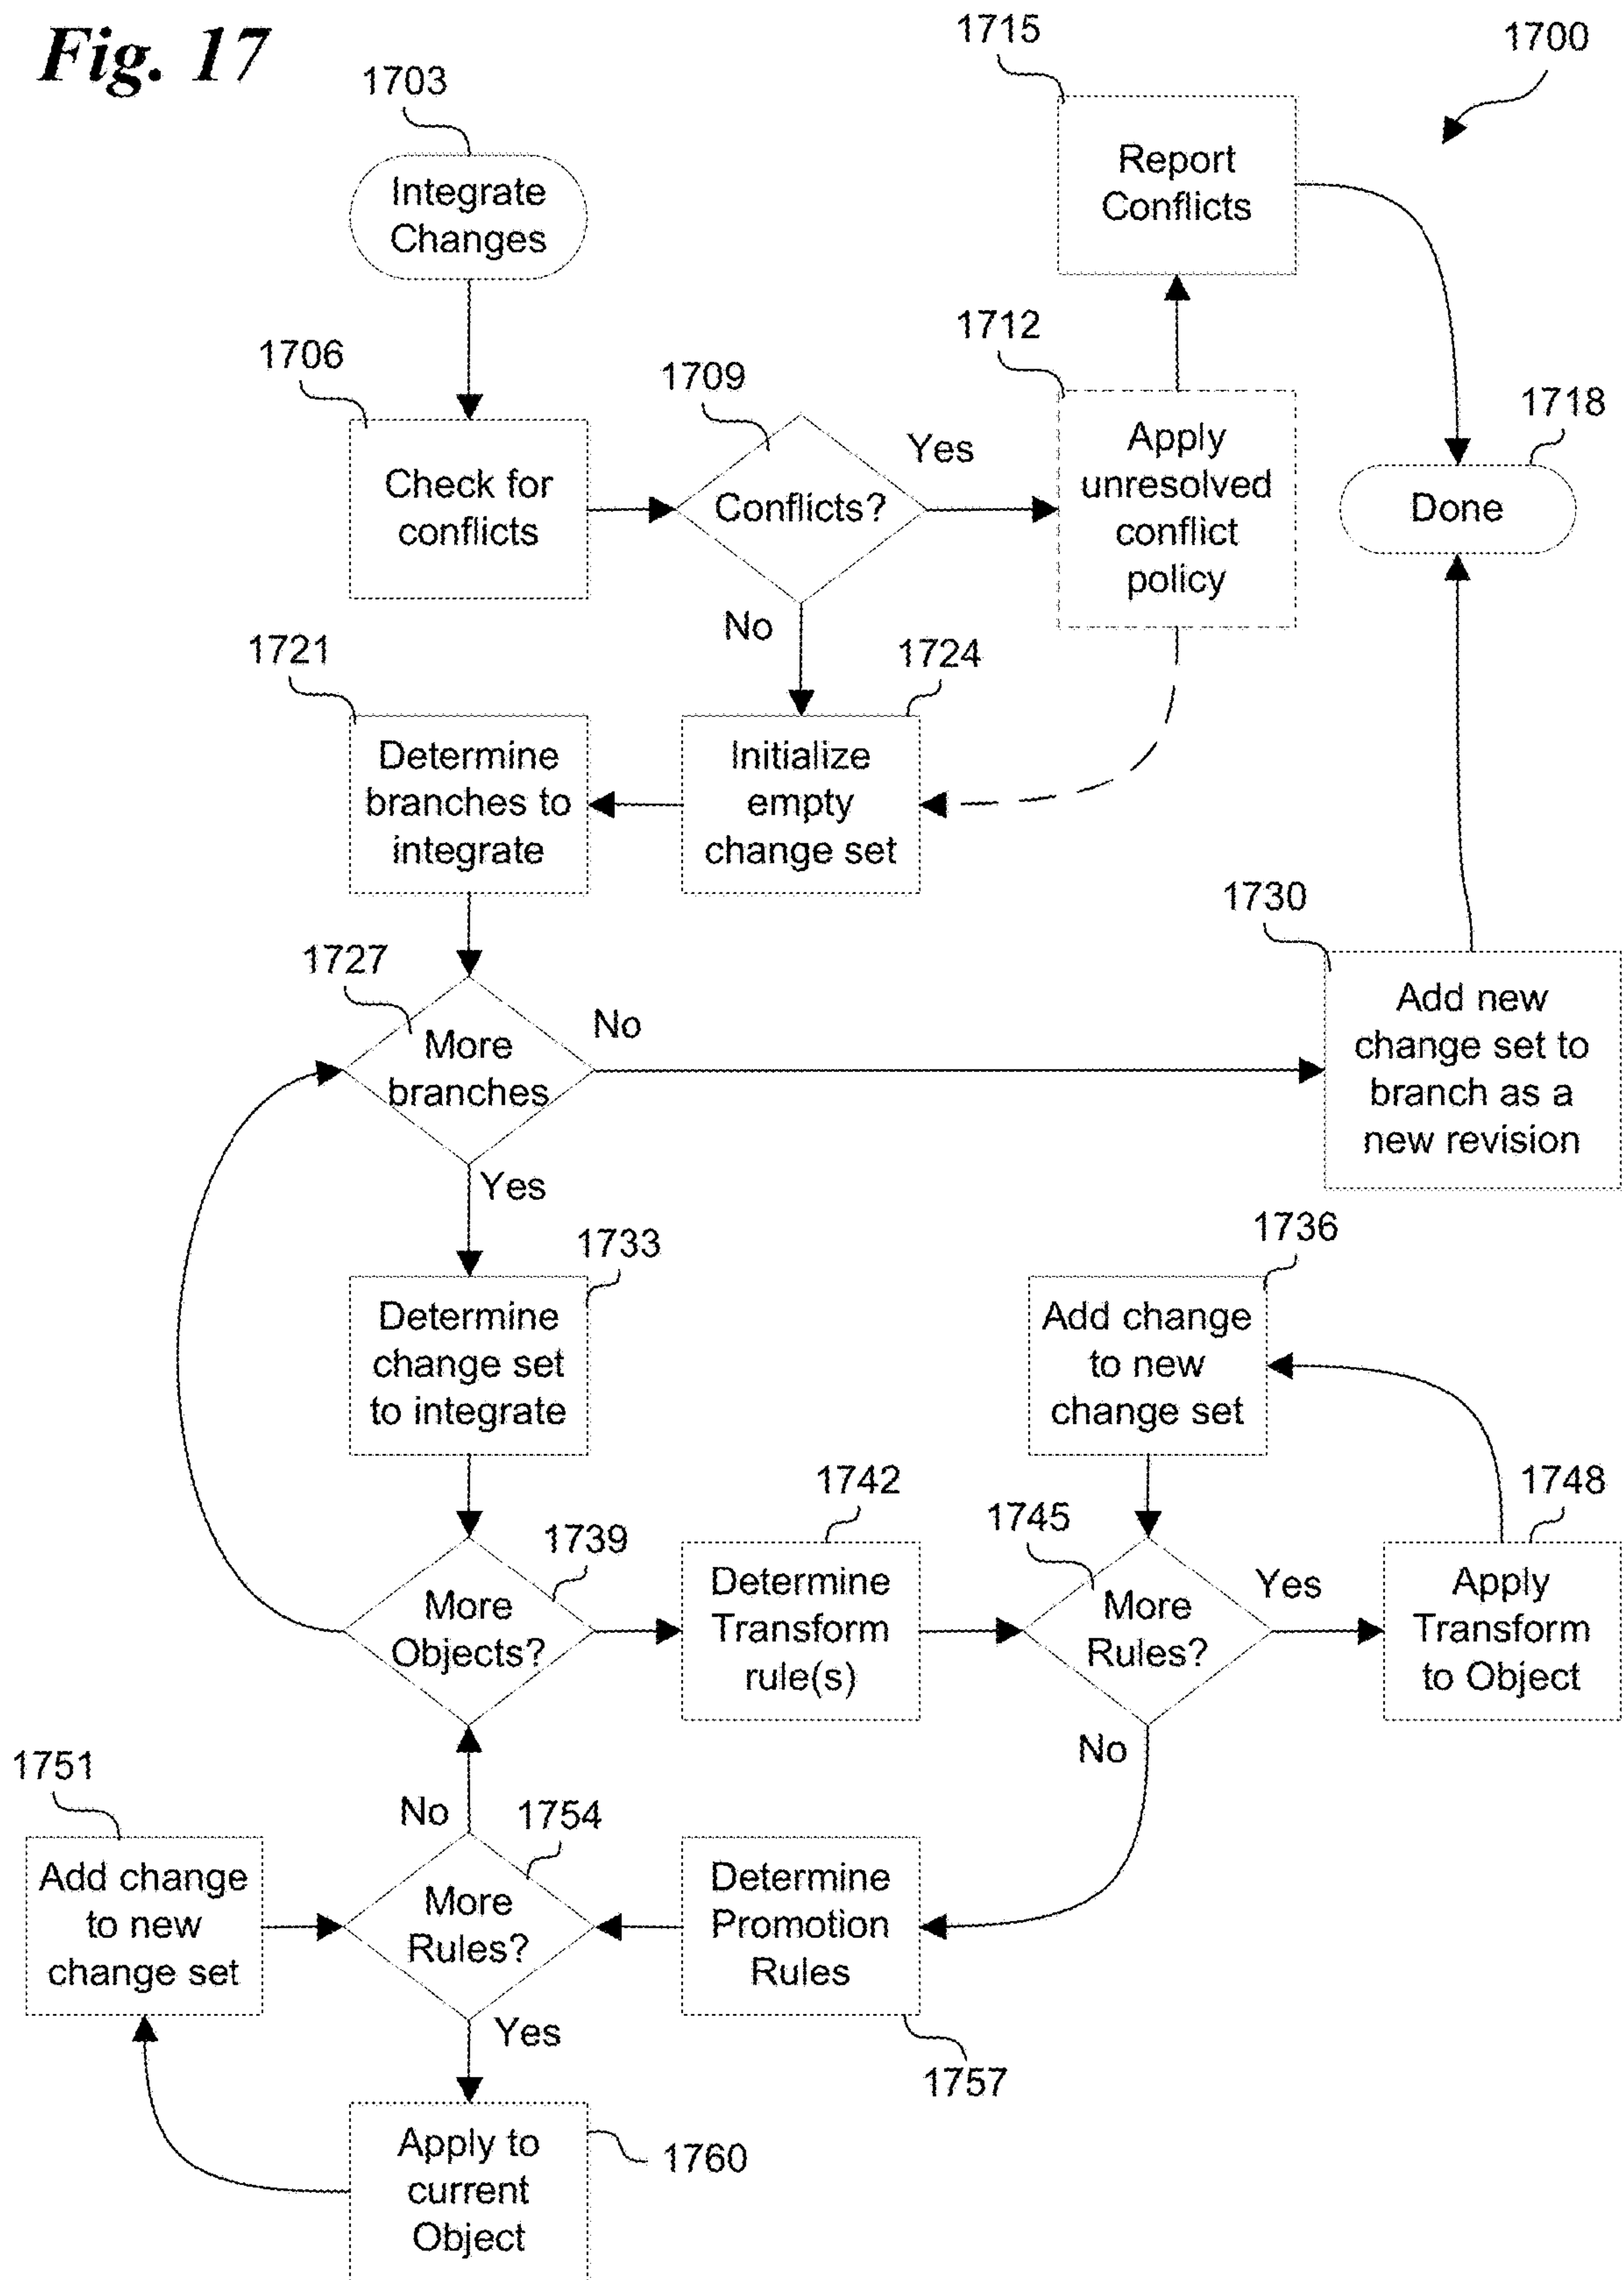 Fig. 17
1700
1703
Integrate
Changes
1715
Report
Conflicts
1706
Check for
conflicts
1709
Conflicts?
Yes
No
1712
Apply
unresolved
conflict
policy
1718
Done
1721
Determine
branches to
integrate
1724
Initialize
empty
change set
1727
More
branches
No
Yes
1730
Add new
change set to
branch as a
new revision
1733
Determine
change set
to integrate
1736
Add change
to new
change set
1739
More
Objects?
1742
Determine
Transform
rule(s)
1745
More
Rules?
Yes
No
1748
Apply
Transform
to Object
1751
Add change
to new
change set
1754
More
Rules?
No
Yes
Determine
Promotion
Rules
1757
Apply to
current
Object
1760